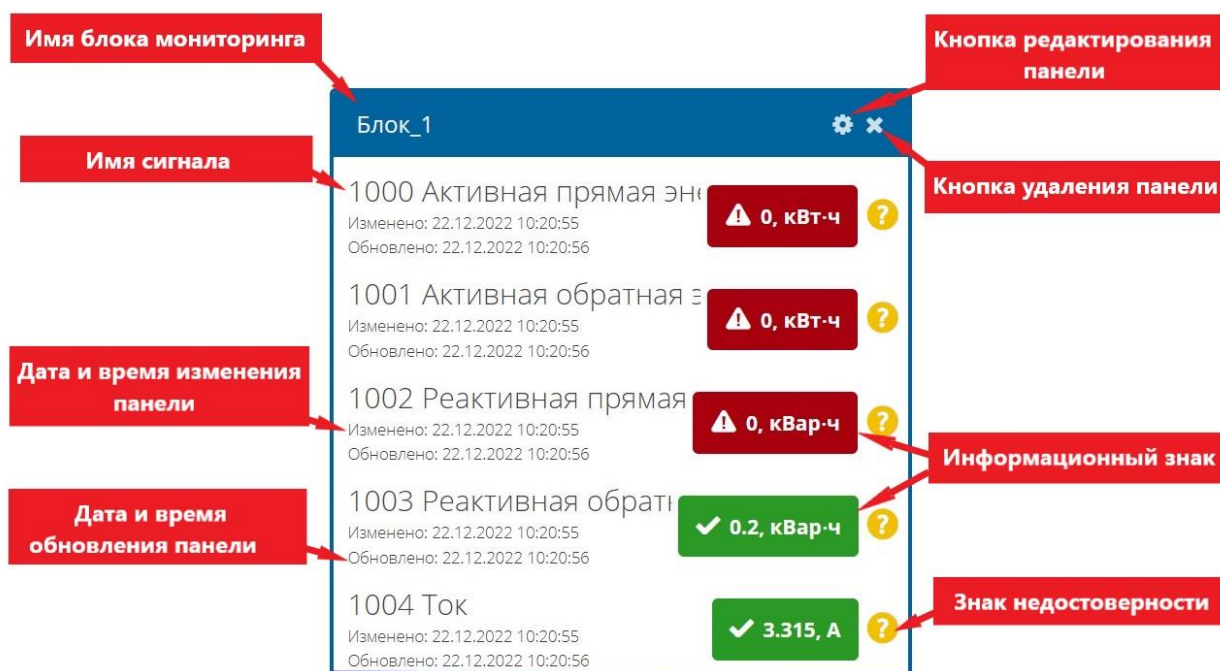 Имя блока мониторинга
Кнопка редактирования
панели
Блок_1
Имя сигнала
Кнопка удаления панели
1000 Активная прямая эне
Изменено: 22.12.2022 10:20:55
Обновлено: 22.12.2022 10:20:56
0, кВт·ч
?
1001 Активная обратная э
Изменено: 22.12.2022 10:20:55
Обновлено: 22.12.2022 10:20:56
0, кВт·ч
?
Дата и время изменения
панели
1002 Реактивная прямая
Изменено: 22.12.2022 10:20:55
Обновлено: 22.12.2022 10:20:56
0, кВар·ч
?
Информационный знак
Дата и время
обновления панели
1003 Реактивная обратн
Изменено: 22.12.2022 10:20:55
Обновлено: 22.12.2022 10:20:56
0.2, кВар·ч
?
1004 Ток
Изменено: 22.12.2022 10:20:55
Обновлено: 22.12.2022 10:20:56
3.315, А
?
Знак недостоверности